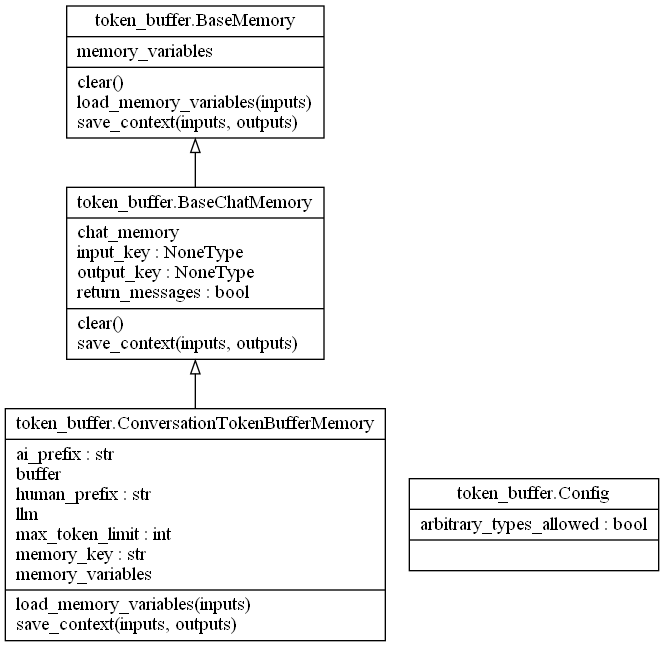 token_buffer.BaseMemory
memory_variables
clear()
load_memory_variables(inputs)
save_context(inputs, outputs)
token_buffer.BaseChatMemory
chat_memory
input_key : NoneType
output_key : NoneType
return_messages : bool
clear()
save_context(inputs, outputs)
token_buffer.ConversationTokenBufferMemory
ai_prefix : str
buffer
human_prefix : str
llm
max_token_limit : int
memory_key : str
memory_variables
load_memory_variables(inputs)
save_context(inputs, outputs)
token_buffer.Config
arbitrary_types_allowed : bool